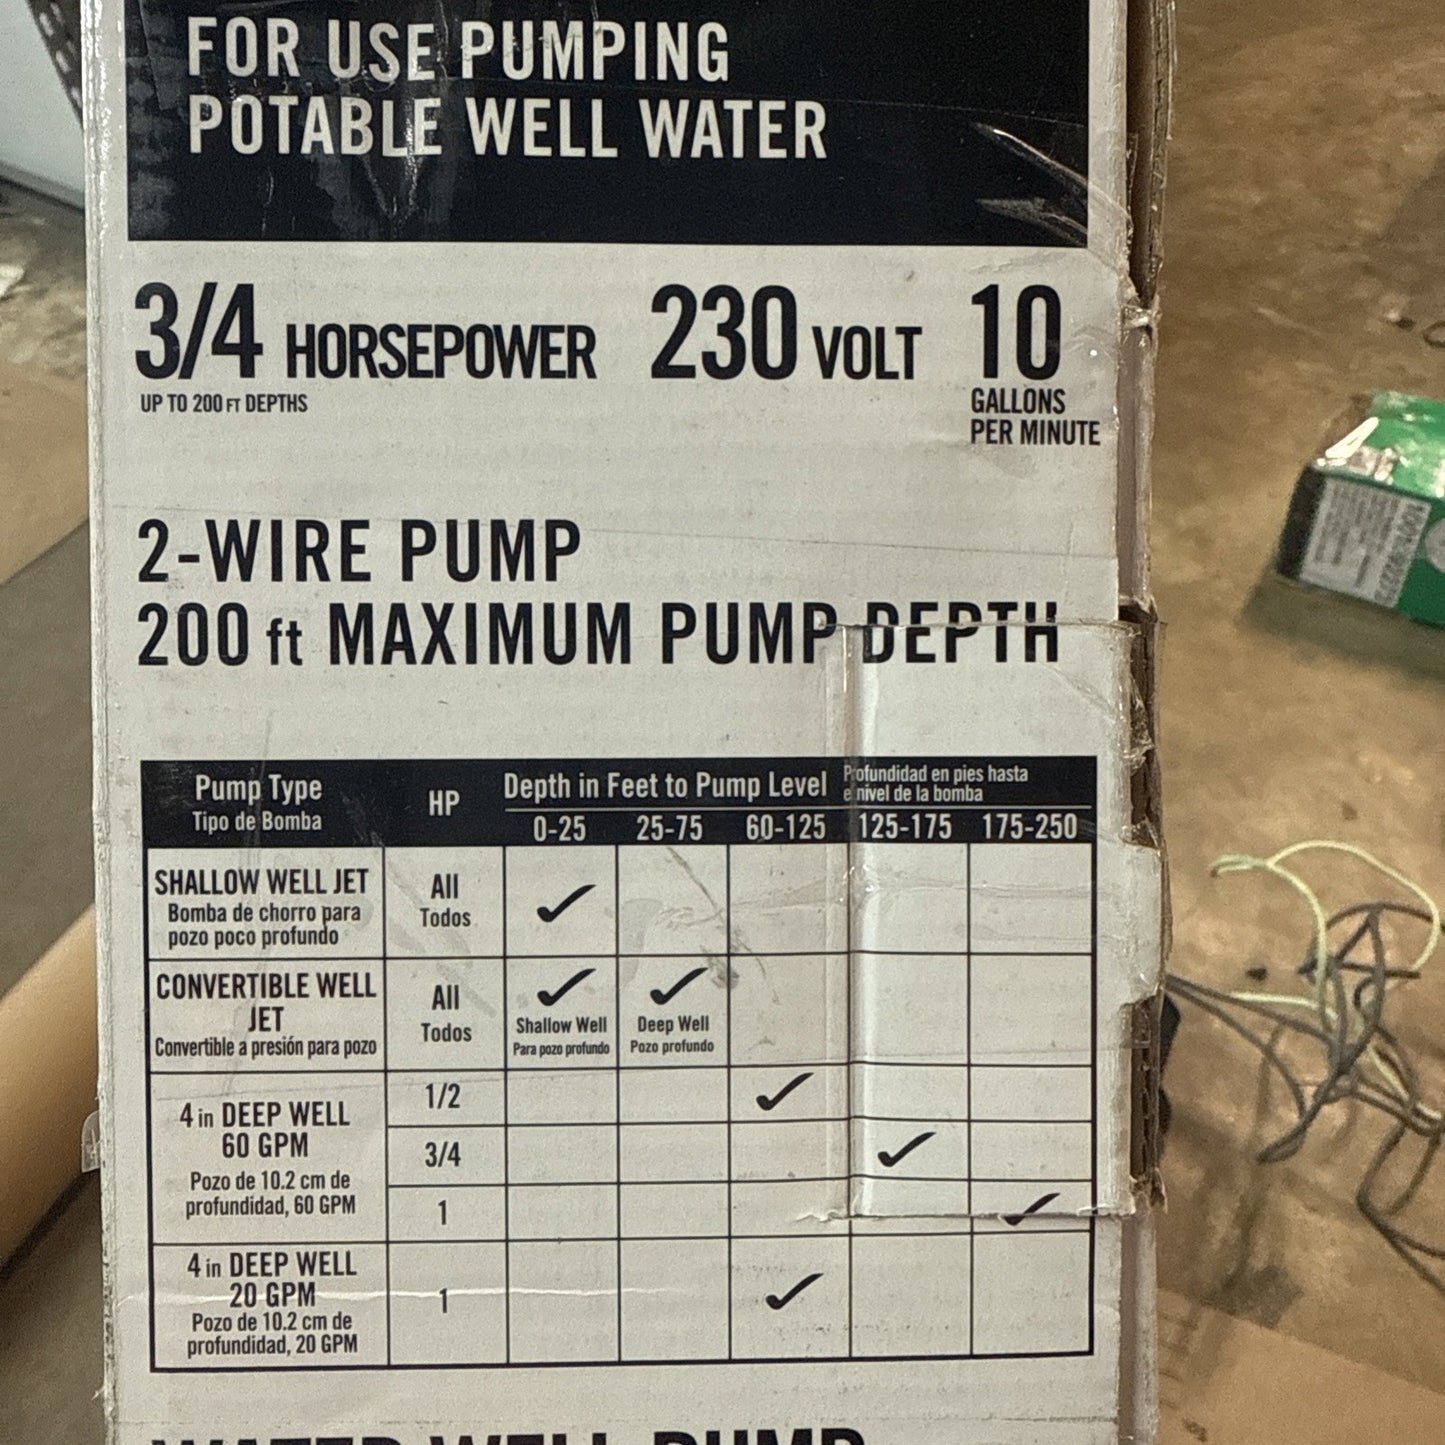 FOR USE PUMPING
POTABLE WELL WATER
3/4 HORSEPOWER 230 VOLT 10
UP TO 200 FT DEPTHS
GALLONS
PER MINUTE
2-WIRE PUMP
200 ft MAXIMUM PUMP DEPTH
Pump Type
Tipo de Bomba
HP
Depth in Feet to Pump Level
Profundidad en pies hasta
e nivel de la bomba
0-25 25-75 60-125 125-175 175-250
SHALLOW WELL JET
Bomba de chorro para
pozo poco profundo
All
Todos
CONVERTIBLE WELL
JET
Convertible a presión para pozo
All
Todos
Shallow Well
Para pozo profundo
Deep Well
Pozo profundo
4 in DEEP WELL
60 GPM
Pozo de 10.2 cm de
profundidad, 60 GPM
1/2
3/4
1
4 in DEEP WELL
20 GPM
Pozo de 10.2 cm de
profundidad, 20 GPM
1
WATER WELL PUMP